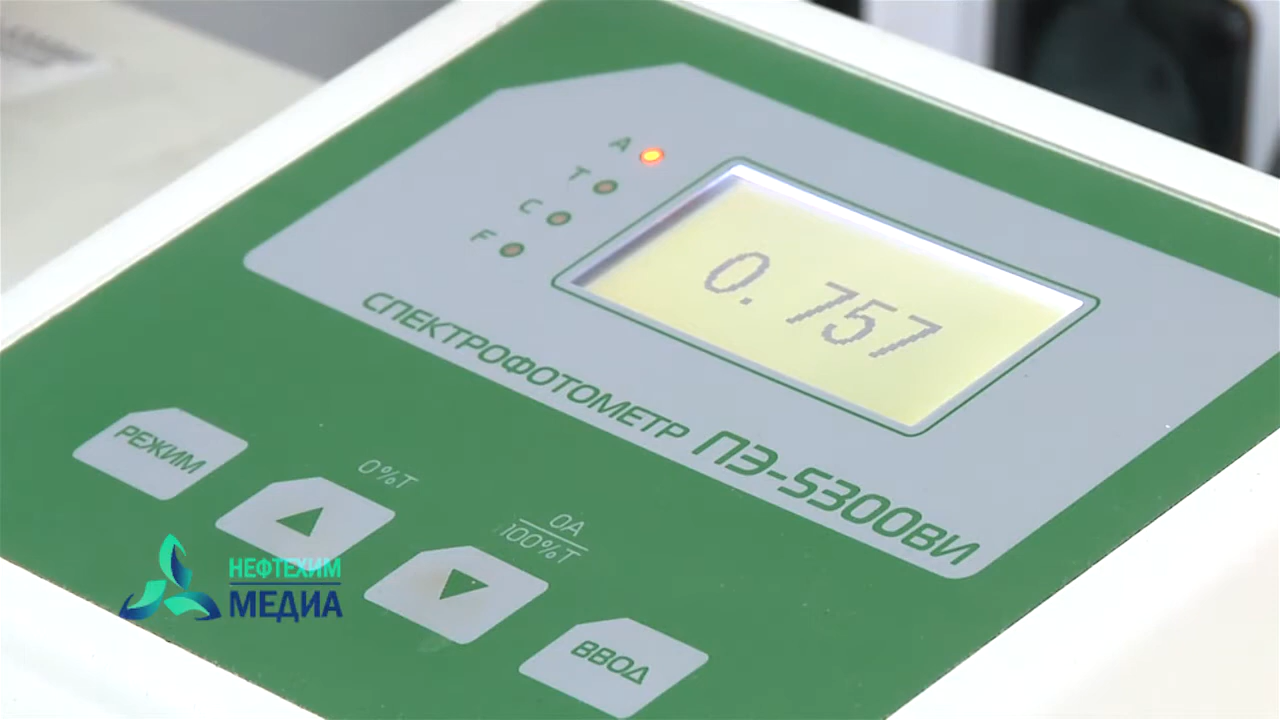 A
T
C
F
0.757
СПЕКТРОФОТОМЕТР ПЭ-5300ВИ
РЕЖИМ
0%T
0A
100%T
ВВОД
НЕФТЕХИМ
МЕДИА